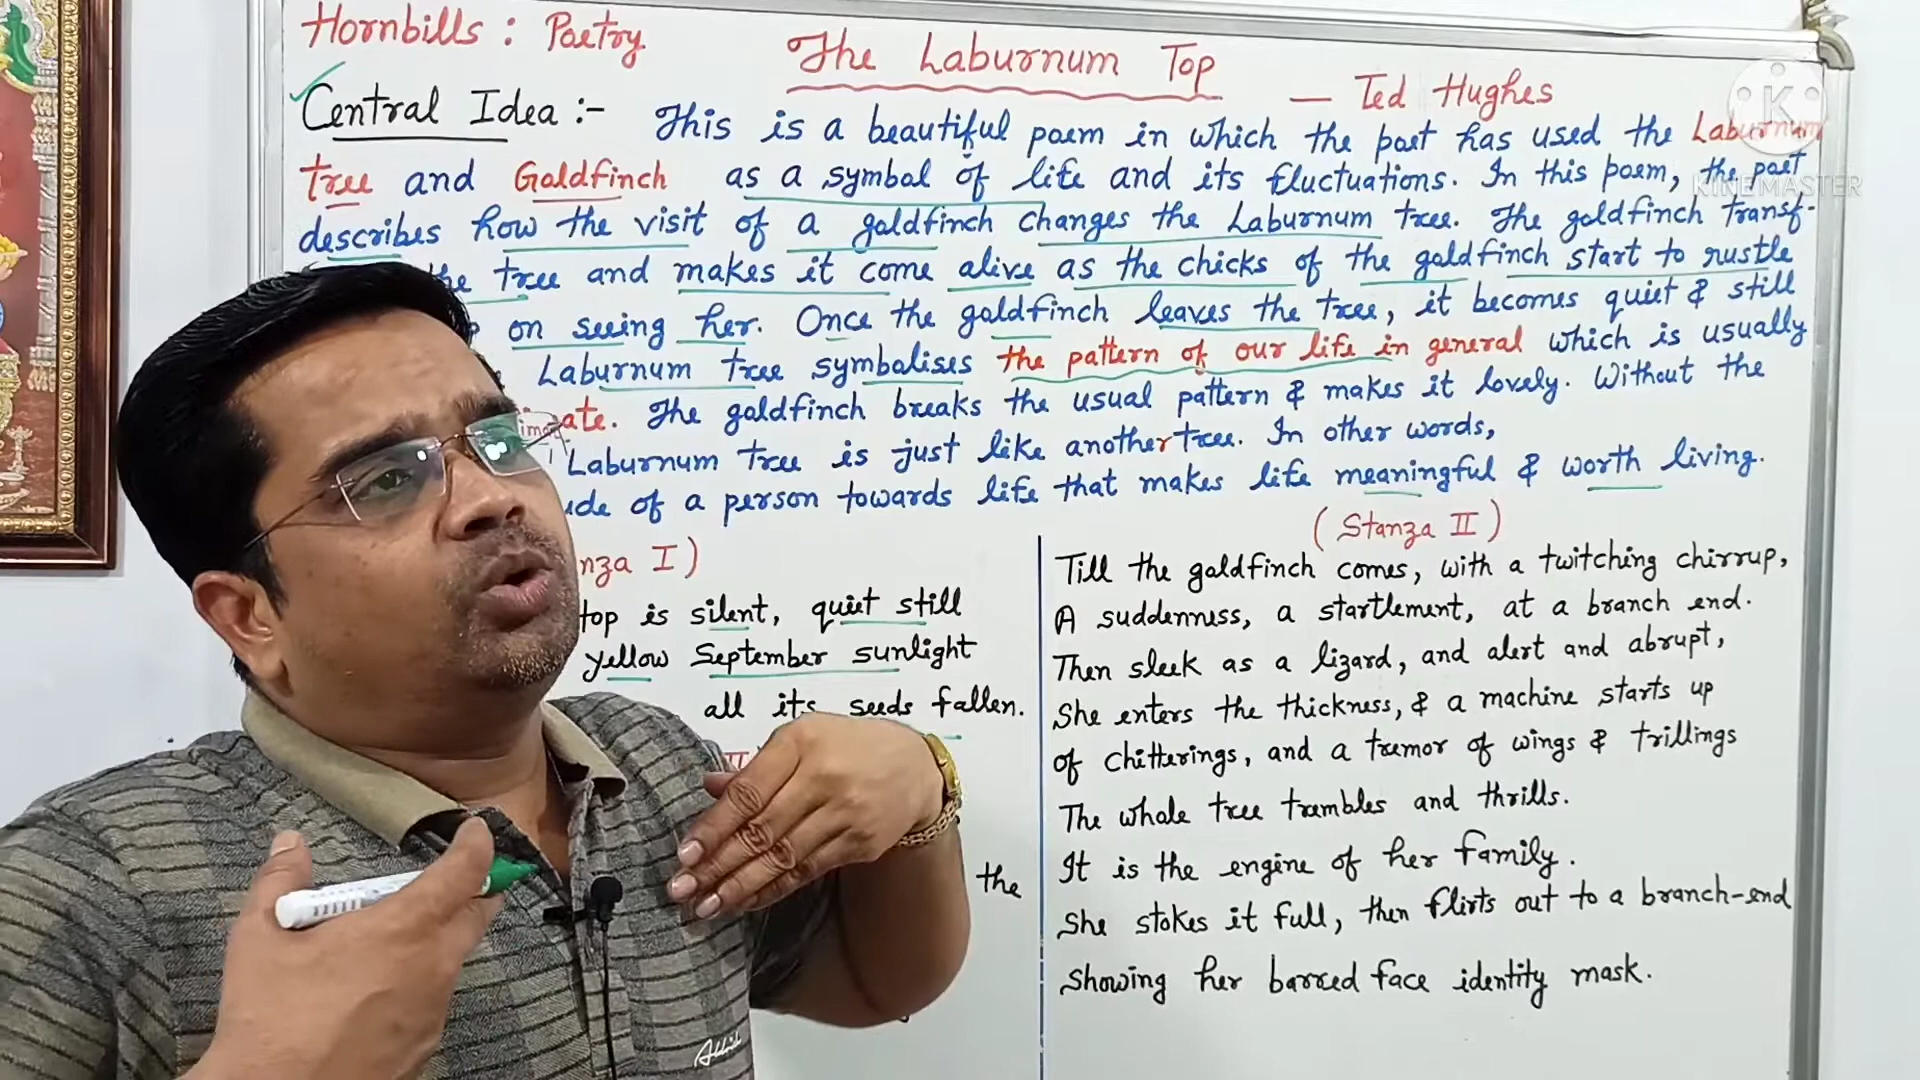 Hornbills : Poetry
The Laburnum Top
— Ted Hughes
Central Idea :- This is a beautiful poem in which the poet has used the Laburnum
tree and Goldfinch as a symbol of life and its fluctuations. In this poem, the poet
describes how the visit of a goldfinch changes the Laburnum tree. The goldfinch transf-
the tree and makes it come alive as the chicks of the goldfinch start to rustle
on seeing her. Once the goldfinch leaves the tree, it becomes quiet & still
Laburnum tree symbolises the pattern of our life in general which is usually
The goldfinch breaks the usual pattern & makes it lovely. Without the
Laburnum tree is just like another tree. In other words,
of a person towards life that makes life meaningful & worth living.
I)
top is silent, quiet still
yellow September sunlight
all its seeds fallen.
the
(Stanza II)
Till the goldfinch comes, with a twitching chirrup,
A suddenness, a startlement, at a branch end.
Then sleek as a lizard, and alert and abrupt,
She enters the thickness, & a machine starts up
of chitterings, and a tremor of wings & trillings
The whole tree trembles and thrills.
It is the engine of her family.
She stokes it full, then flirts out to a branch-end
Showing her barred face identity mask.
K
KINEMASTER